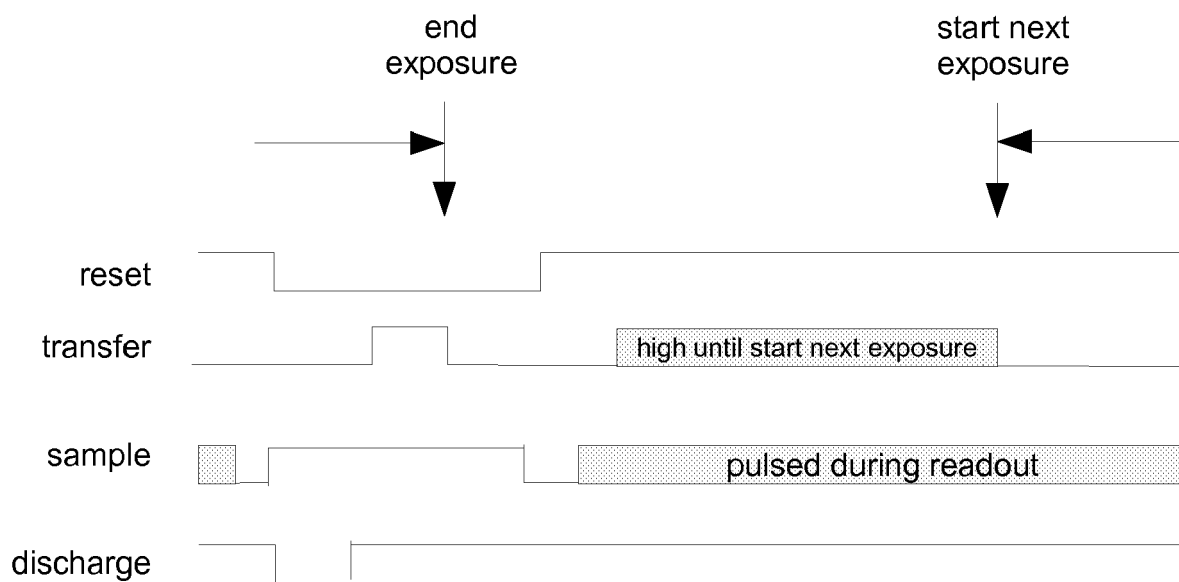 end
exposure
start next
exposure
reset
transfer
high until start next exposure
sample
pulsed during readout
discharge